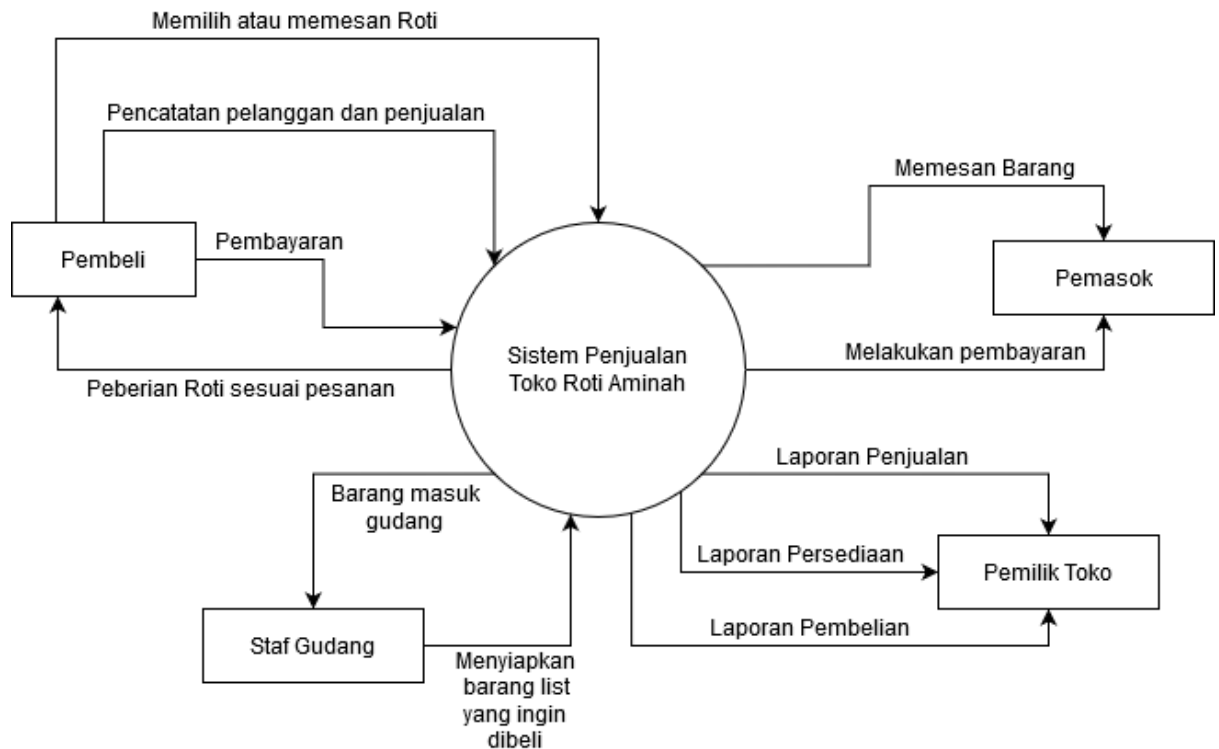 Memilih atau memesan Roti
Pencatatan pelanggan dan penjualan
Memesan Barang
Pembeli
Pembayaran
Pemasok
Sistem Penjualan
Toko Roti Aminah
Melakukan pembayaran
Peberian Roti sesuai pesanan
Laporan Penjualan
Barang masuk
gudang
Laporan Persediaan
Pemilik Toko
Laporan Pembelian
Staf Gudang
Menyiapkan
barang list
yang ingin
dibeli